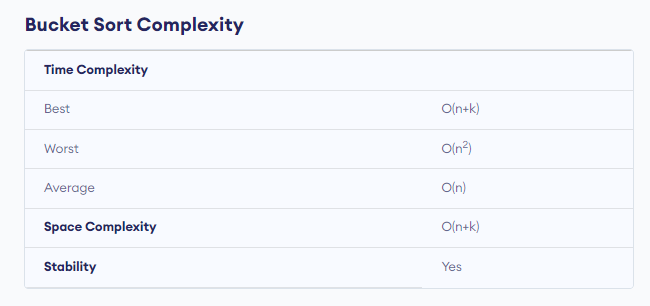 Bucket Sort Complexity
Time Complexity
Best O(n+k)
Worst O(n²)
Average O(n)
Space Complexity O(n+k)
Stability Yes